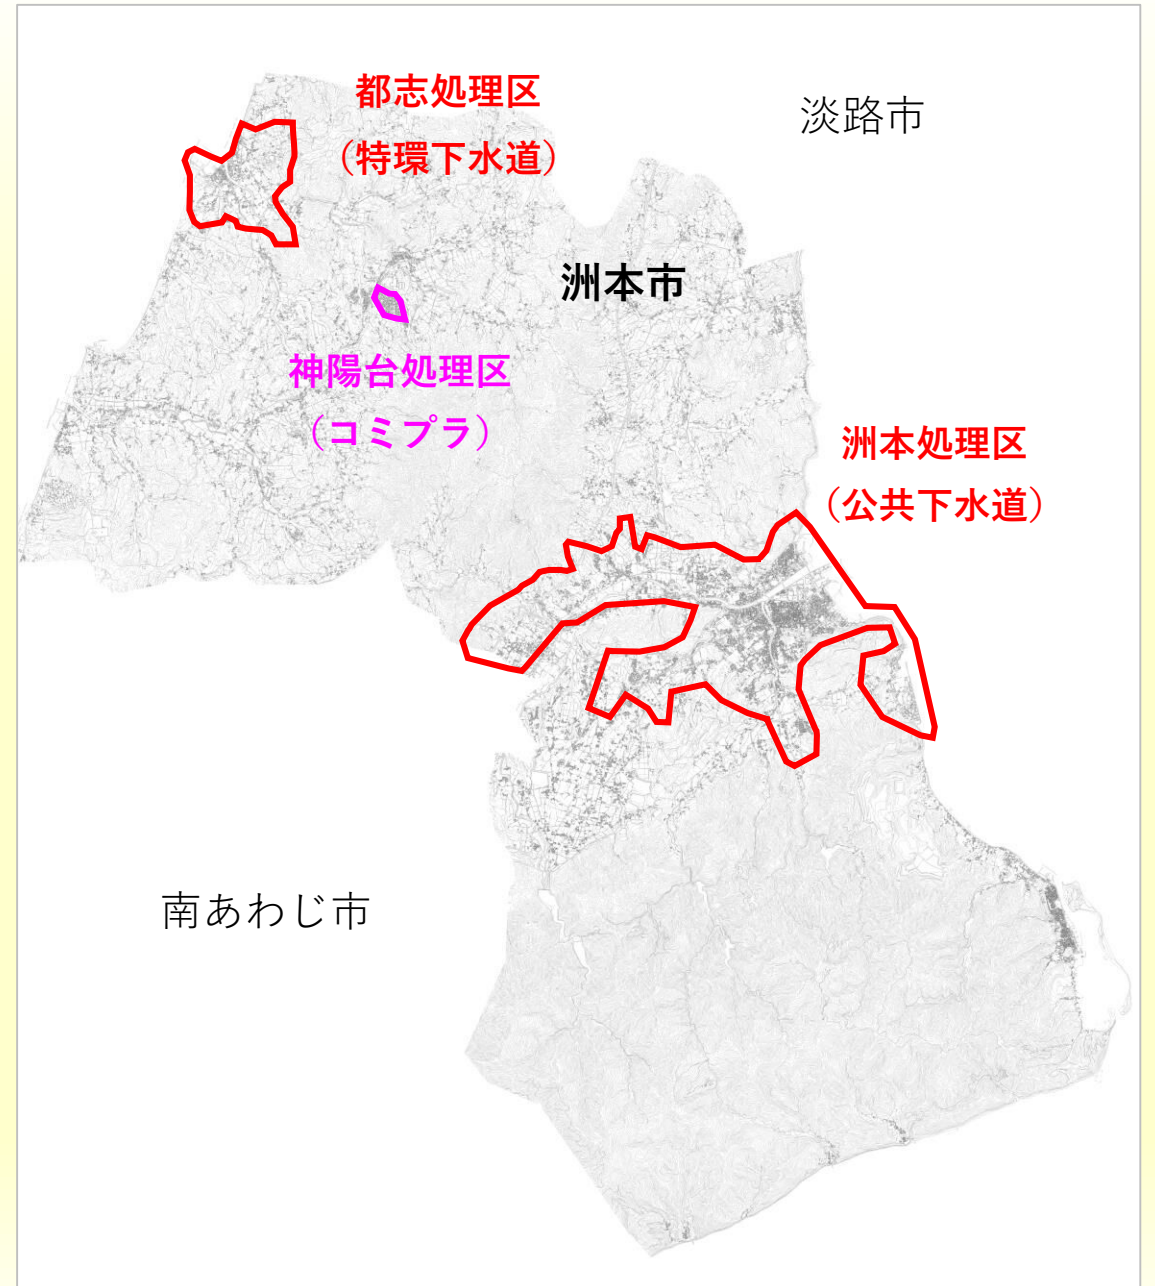 都志処理区
（特環下水道）
淡路市
洲本市
神陽台処理区
（コミプラ）
洲本処理区
（公共下水道）
南あわじ市